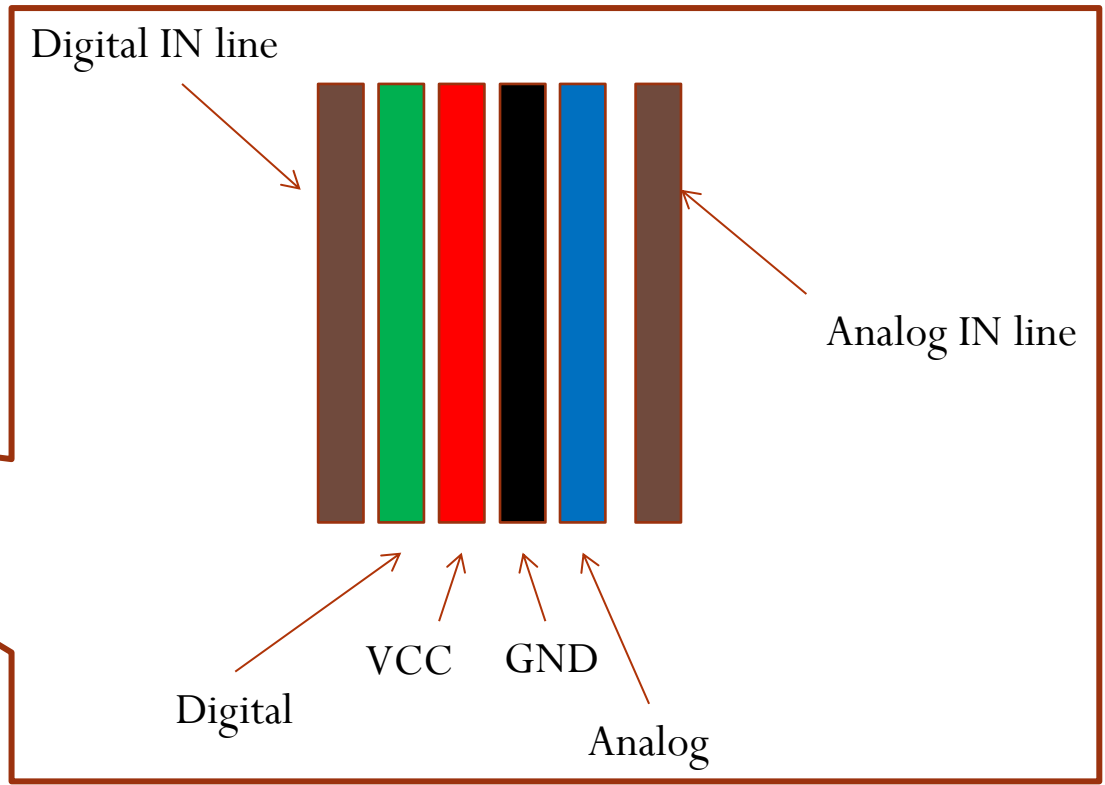 Digital IN line
Analog IN line
VCC
GND
Digital
Analog